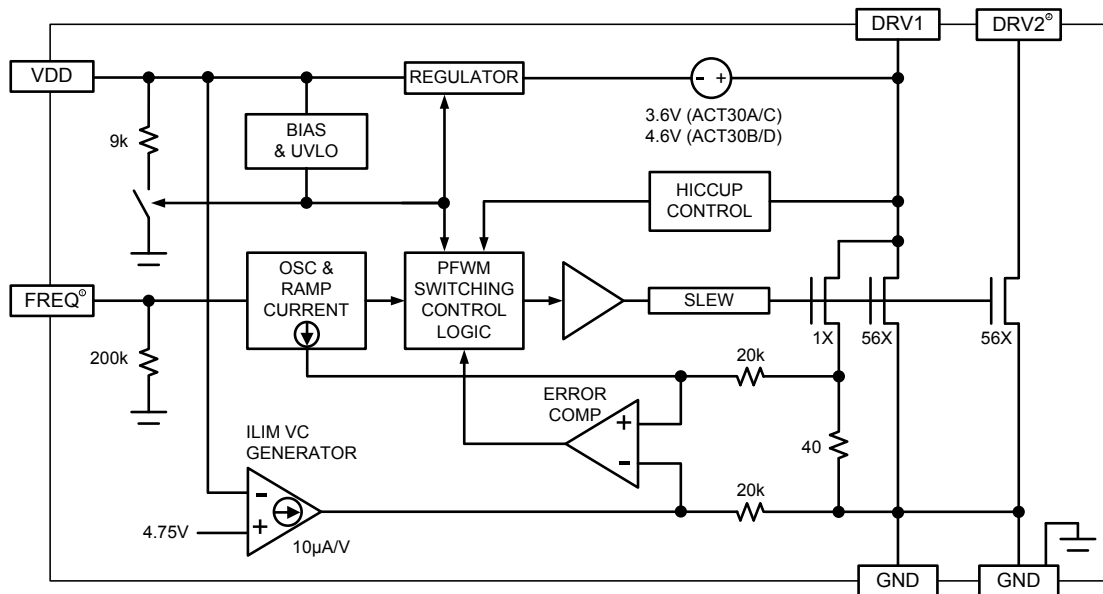 DRV1
DRV2①
VDD
REGULATOR
- +
3.6V (ACT30A/C)
4.6V (ACT30B/D)
9k
BIAS
& UVLO
HICCUP
CONTROL
FREQ①
OSC &
RAMP
CURRENT
PFWM
SWITCHING
CONTROL
LOGIC
SLEW
1X
56X
56X
200k
20k
ERROR
COMP
+
-
40
ILIM VC
GENERATOR
-
+
4.75V
10µA/V
20k
GND
GND